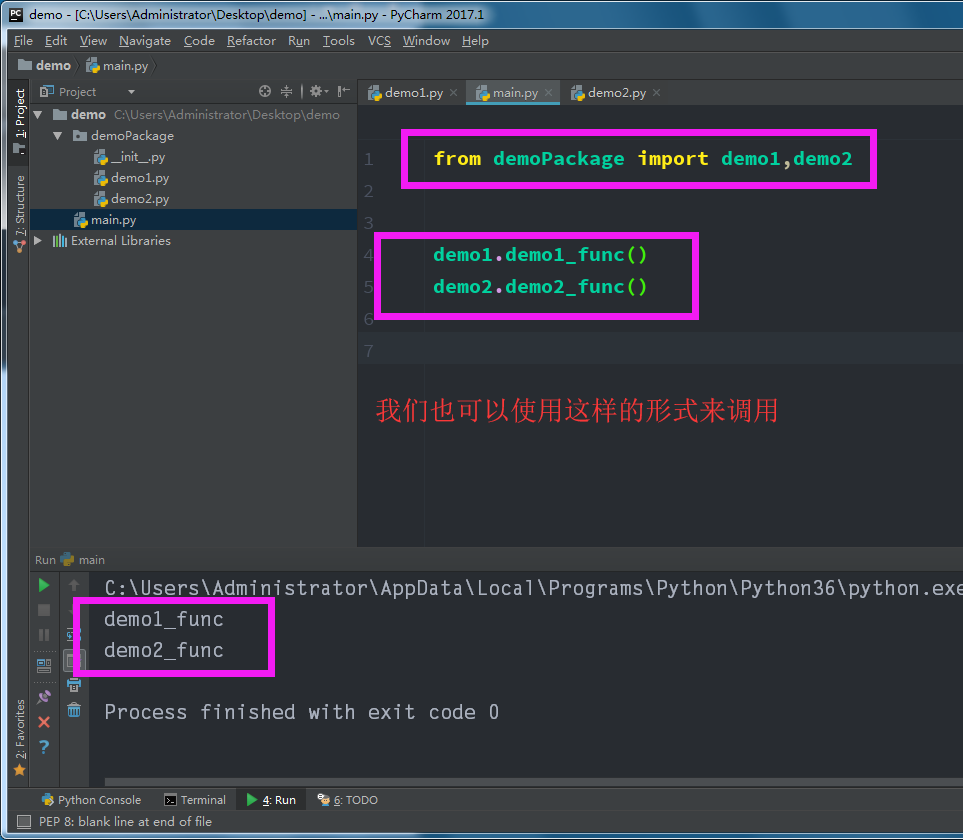 demo - [C:\Users\Administrator\Desktop\demo] - ...\main.py - PyCharm 2017.1
File Edit View Navigate Code Refactor Run Tools VCS Window Help
demo main.py
Project
demo1.py main.py demo2.py
1: Project
7: Structure
2: Favorites
demo C:\Users\Administrator\Desktop\demo
demoPackage
__init__.py
demo1.py
demo2.py
main.py
External Libraries
1 from demoPackage import demo1,demo2
2
3
4 demo1.demo1_func()
5 demo2.demo2_func()
6
7
我们也可以使用这样的形式来调用
Run main
C:\Users\Administrator\AppData\Local\Programs\Python\Python36\python.exe
demo1_func
demo2_func
Process finished with exit code 0
Python Console Terminal 4: Run 6: TODO
PEP 8: blank line at end of file